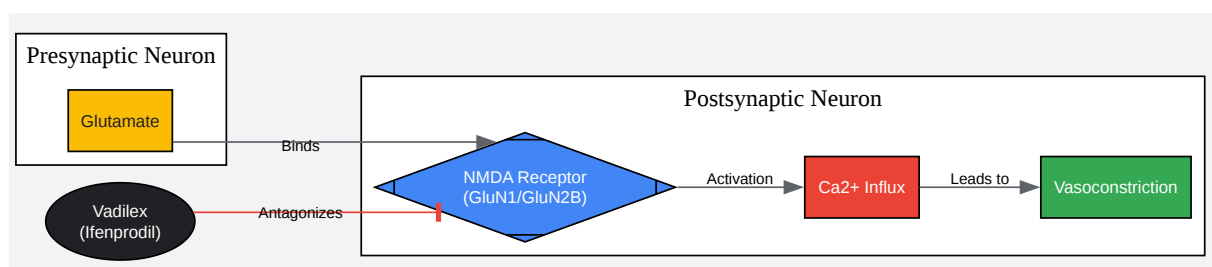 Presynaptic Neuron
Glutamate
Binds
Vadilex
(Ifenprodil)
Antagonizes
Postsynaptic Neuron
NMDA Receptor
(GluN1/GluN2B)
Activation
Ca2+ Influx
Leads to
Vasoconstriction